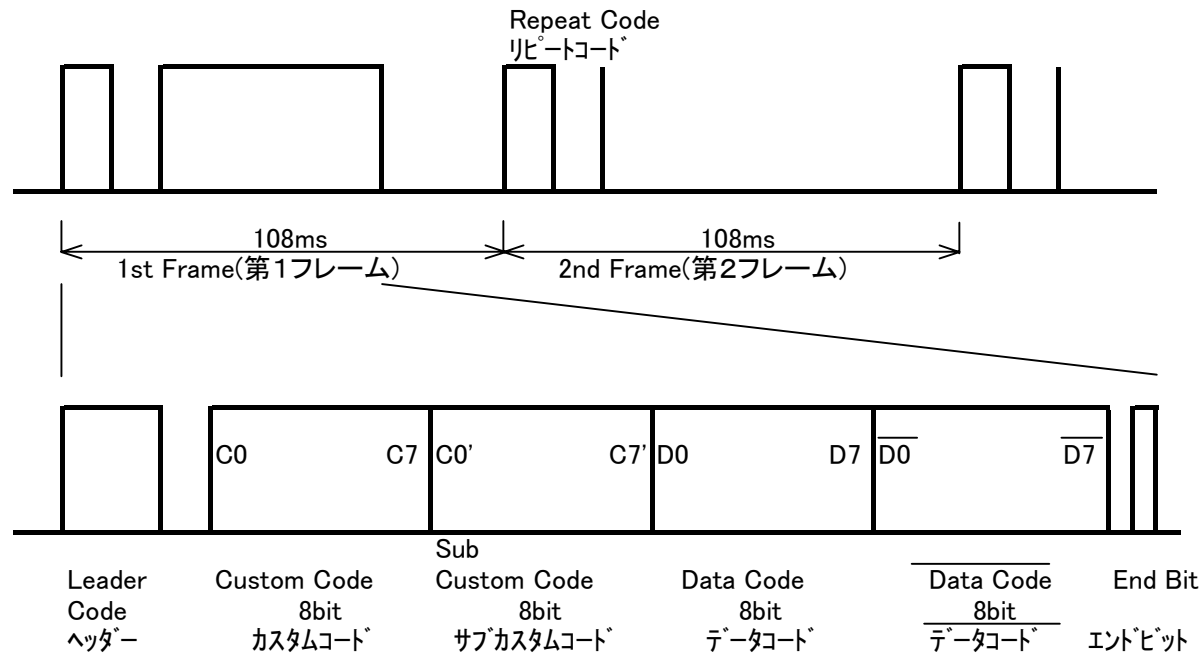 Repeat Code
リピートコード
108ms
108ms
1st Frame(第1フレーム)
2nd Frame(第2フレーム)
C0
C7
C0'
C7'
D0
D7
D0
D7
Leader
Code
ヘッダー
Custom Code
8bit
カスタムコード
Sub
Custom Code
8bit
サブカスタムコード
Data Code
8bit
データコード
Data Code
8bit
データコード
End Bit
エンドビット